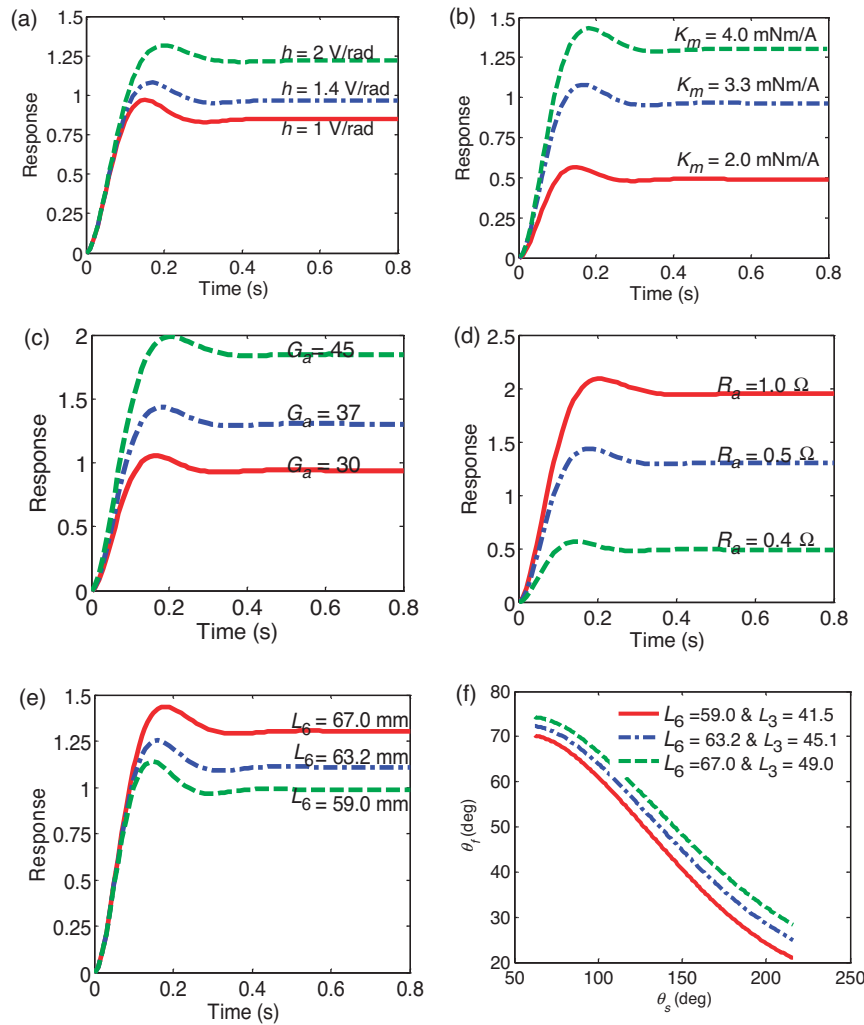 (a)
1.5
1.25
1
0.75
0.5
0.25
0
0 0.2 0.4 0.6 0.8
Response
Time (s)
h = 2 V/rad
h = 1.4 V/rad
h = 1 V/rad
(b)
1.5
1.25
1
0.75
0.5
0.25
0
0 0.2 0.4 0.6 0.8
Response
Time (s)
Km = 4.0 mNm/A
Km = 3.3 mNm/A
Km = 2.0 mNm/A
(c)
2
1.5
1
0.5
0
0 0.2 0.4 0.6 0.8
Response
Time (s)
Ga = 45
Ga = 37
Ga = 30
(d)
2.5
2
1.5
1
0.5
0
0 0.2 0.4 0.6 0.8
Response
Time (s)
Ra =1.0 Ω
Ra = 0.5 Ω
Ra = 0.4 Ω
(e)
1.5
1.25
1
0.75
0.5
0.25
0
0 0.2 0.4 0.6 0.8
Response
Time (s)
L6 = 67.0 mm
L6 = 63.2 mm
L6 = 59.0 mm
(f)
80
70
60
50
40
30
20
50 100 150 200 250
θf (deg)
θs (deg)
L6 =59.0 & L3 = 41.5
L6 = 63.2 & L3 = 45.1
L6 =67.0 & L3 = 49.0